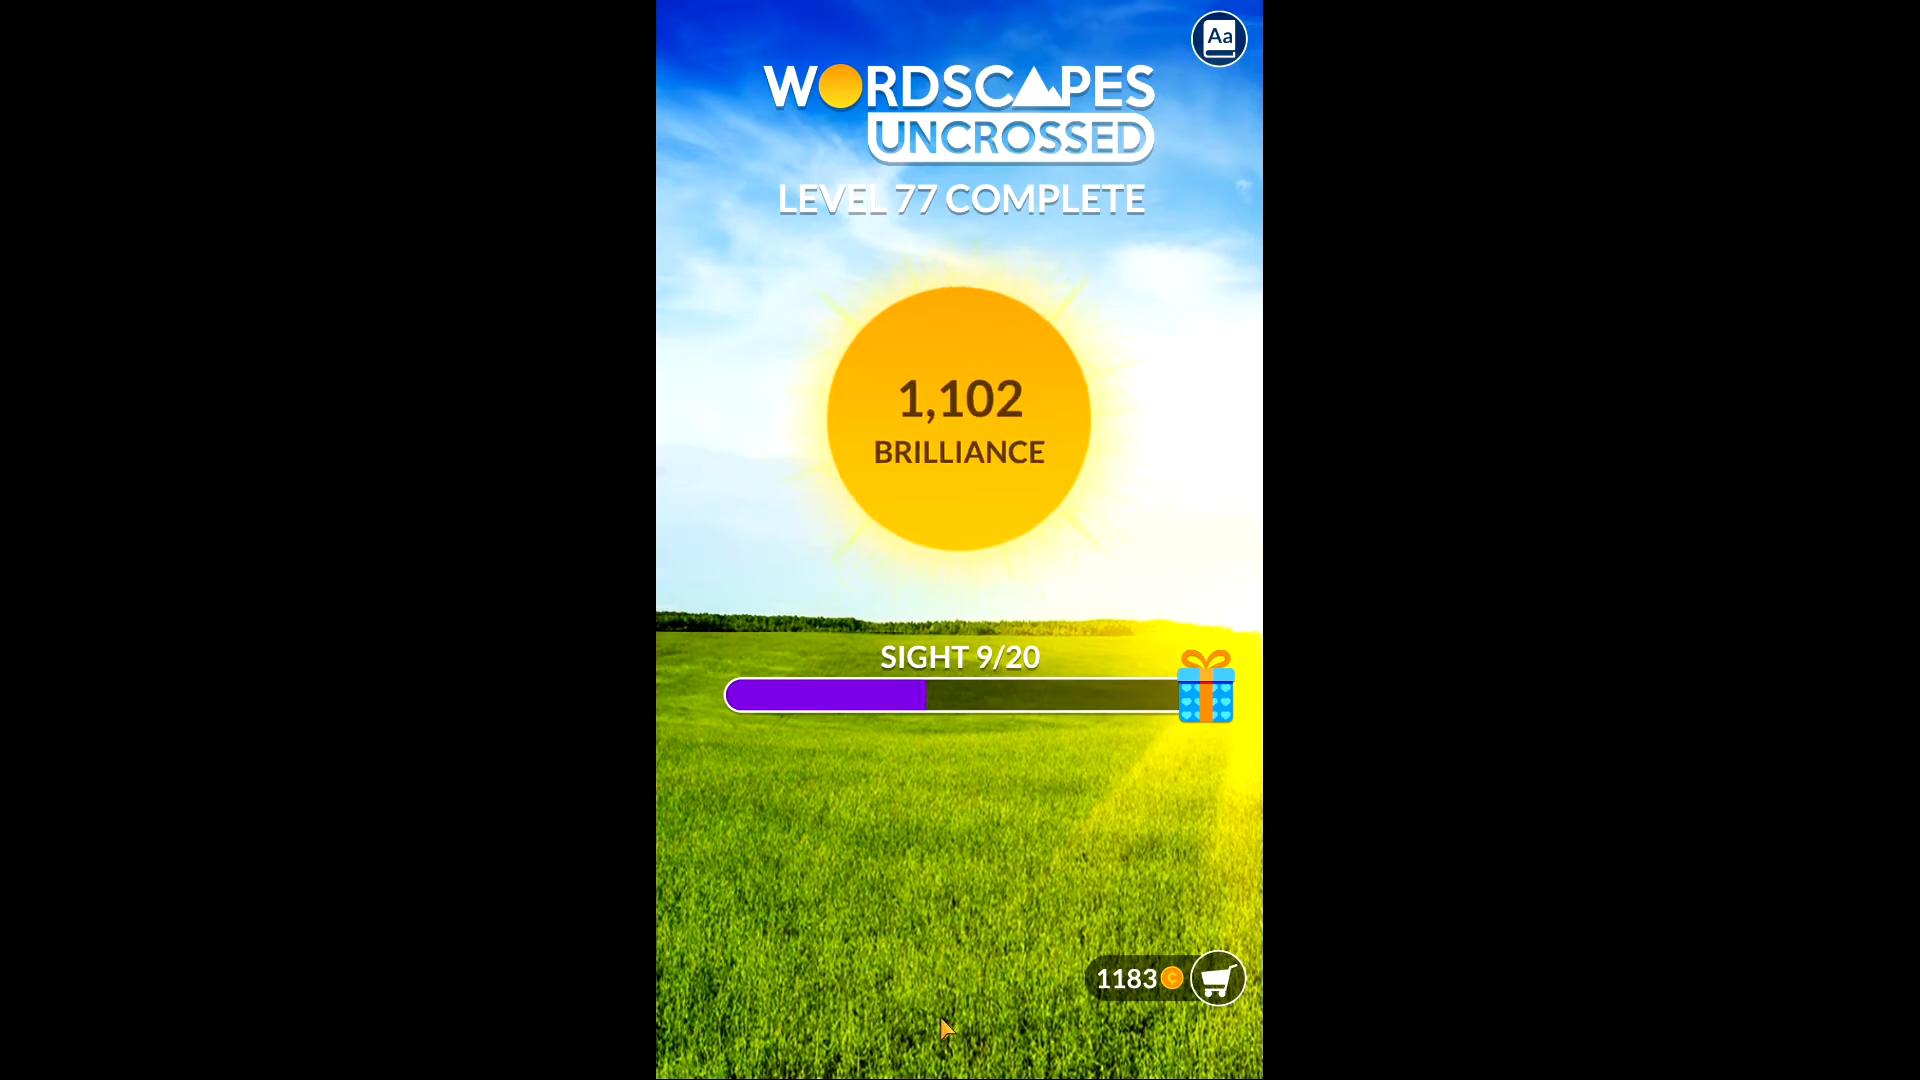 Aa
WORDSCAPES
UNCROSSED
LEVEL 77 COMPLETE
1,102
BRILLIANCE
SIGHT 9/20
1183